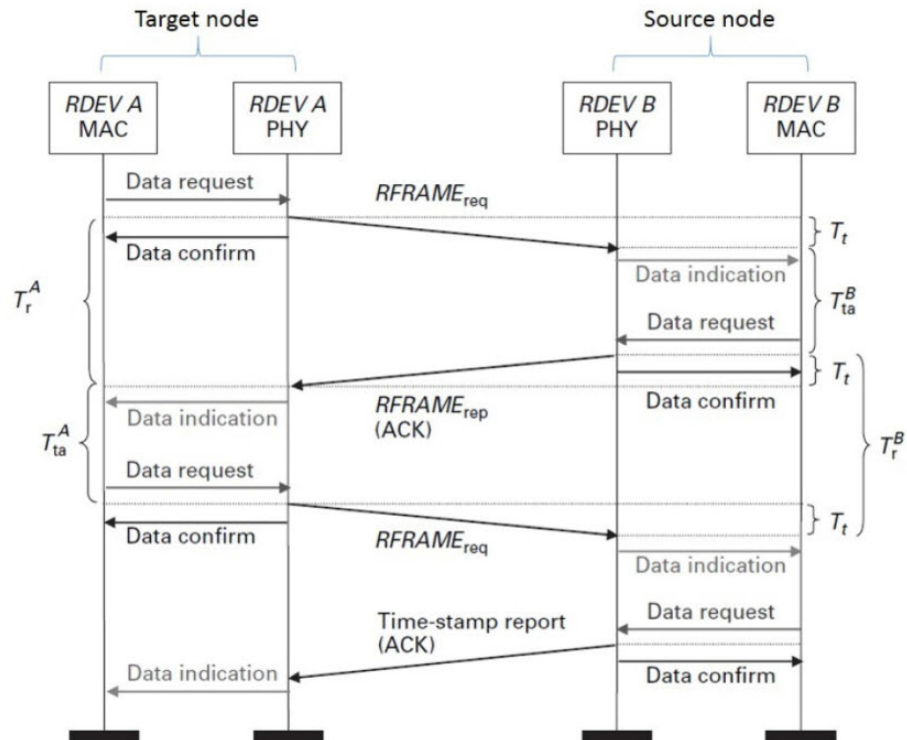 Target node
Source node
RDEV A
MAC
RDEV A
PHY
RDEV B
PHY
RDEV B
MAC
Data request
RFRAMEreq
Data confirm
Tt
Data indication
TrA
TtaB
Data request
Tt
RFRAMErep
(ACK)
Data confirm
Data indication
TtaA
TrB
Data request
Tt
Data confirm
RFRAMEreq
Data indication
Time-stamp report
(ACK)
Data request
Data indication
Data confirm